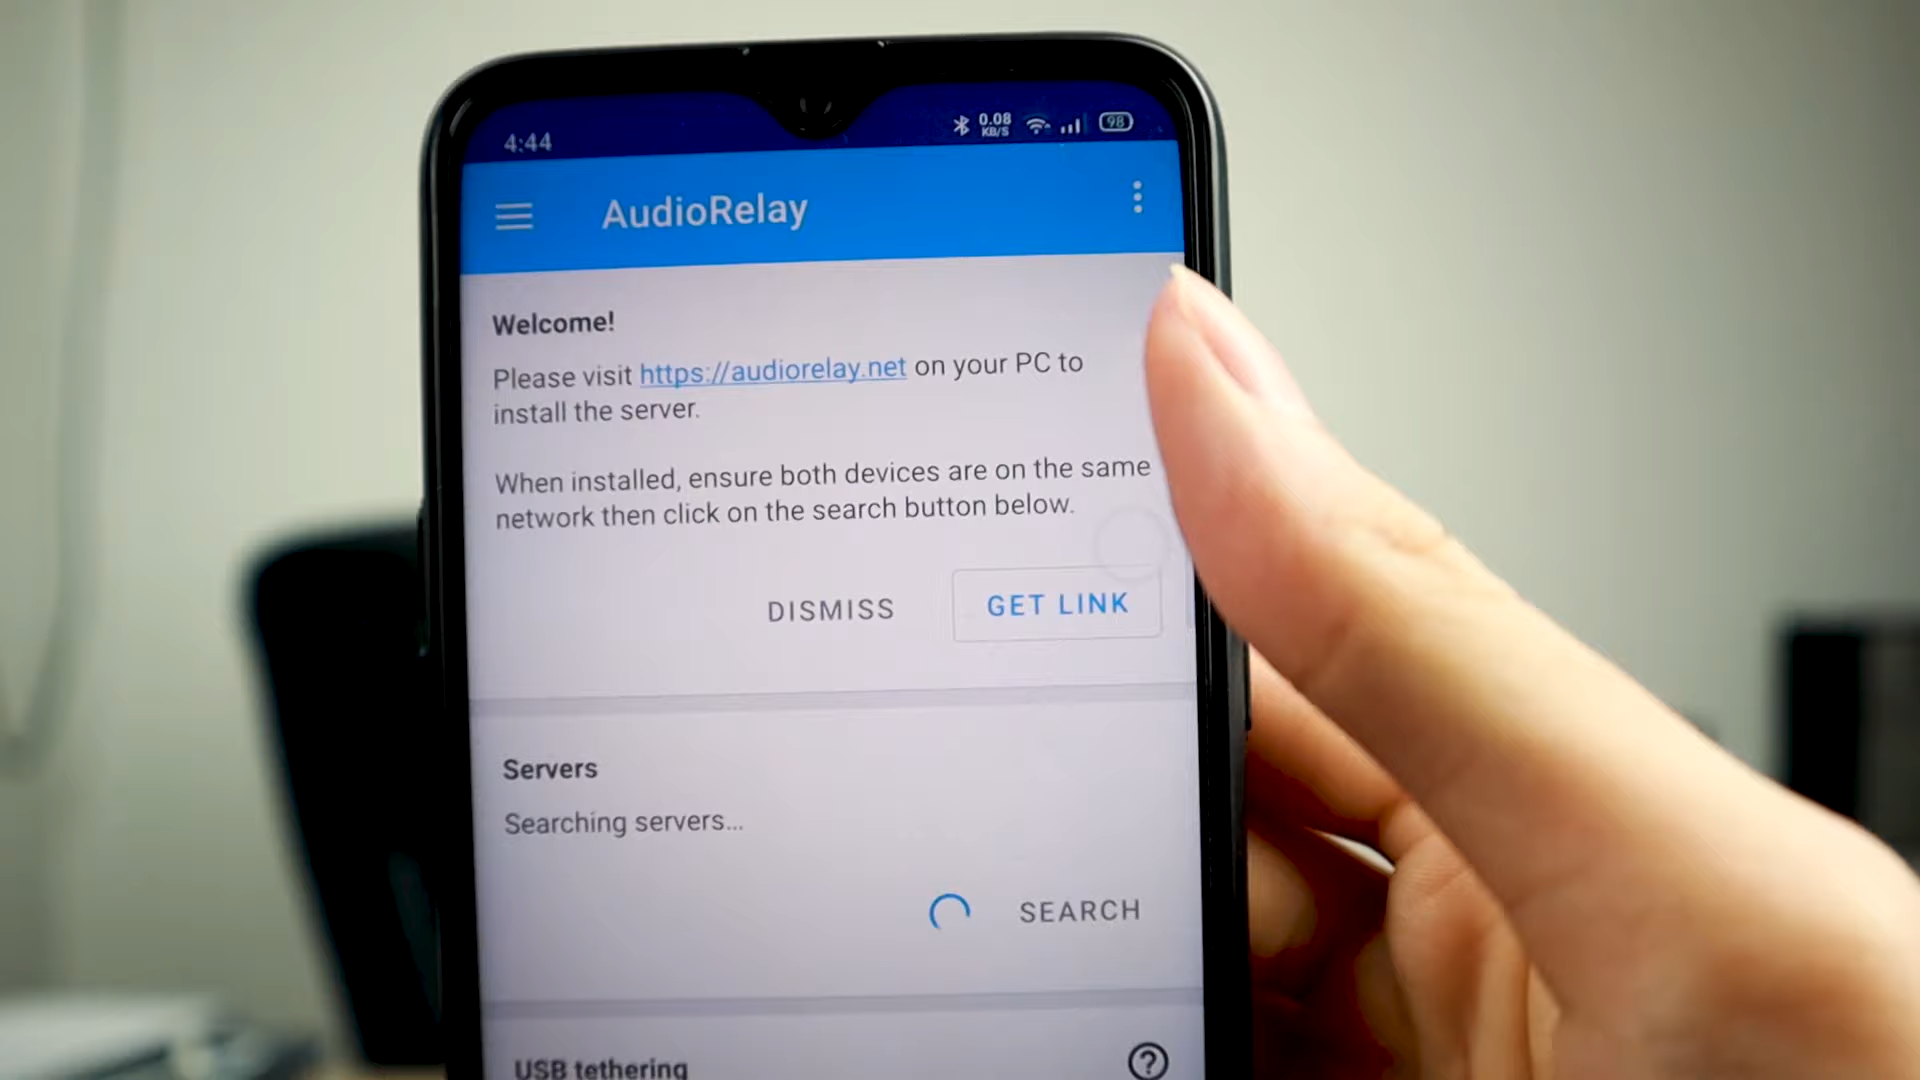 4:44
0.08
KB/S
98
AudioRelay
Welcome!
Please visit https://audiorelay.net on your PC to
install the server.
When installed, ensure both devices are on the same
network then click on the search button below.
DISMISS
GET LINK
Servers
Searching servers...
SEARCH
USB tethering
?